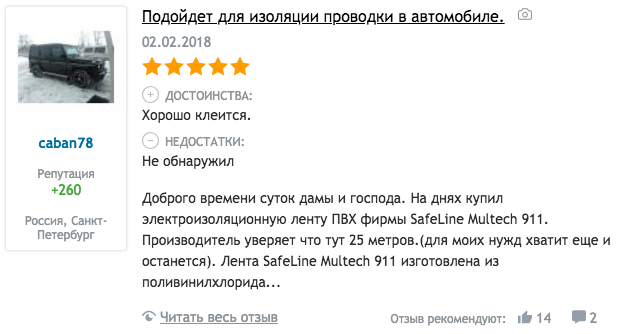 Подойдет для изоляции проводки в автомобиле.
02.02.2018
ДОСТОИНСТВА:
Хорошо клеится.
НЕДОСТАТКИ:
Не обнаружил
caban78
Репутация
+260
Россия, Санкт-
Петербург
Доброго времени суток дамы и господа. На днях купил
электроизоляционную ленту ПВХ фирмы SafeLine Multech 911.
Производитель уверяет что тут 25 метров.(для моих нужд хватит еще и
останется). Лента SafeLine Multech 911 изготовлена из
поливинилхлорида...
Читать весь отзыв
Отзыв рекомендуют: 14 2